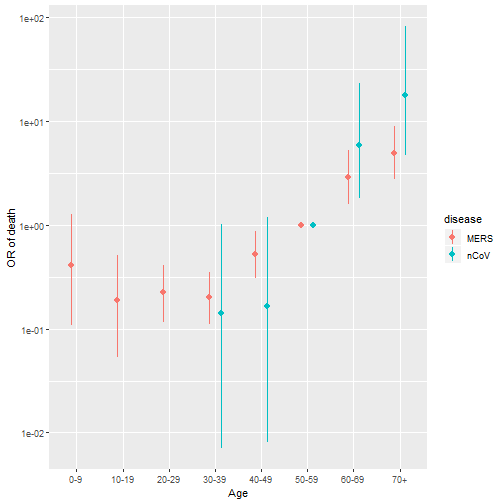 1e+02
1e+01
1e+00
1e-01
1e-02
OR of death
0-9 10-19 20-29 30-39 40-49 50-59 60-69 70+
Age
disease
MERS
nCoV